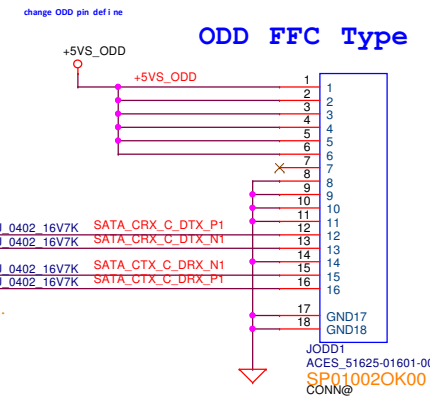 change ODD pin define
ODD FFC Type
+5VS_ODD
+5VS_ODD
1 1
2 2
3 3
4 4
5 5
6 6
7 7
8 8
9 9
10 10
11 11
_0402_16V7K SATA_CRX_C_DTX_P1 12 12
_0402_16V7K SATA_CRX_C_DTX_N1 13 13
14 14
_0402_16V7K SATA_CTX_C_DRX_N1 15 15
_0402_16V7K SATA_CTX_C_DRX_P1 16 16
17 GND17
18 GND18
JODD1
ACES_51625-01601-00
SP01002OK00
CONN@